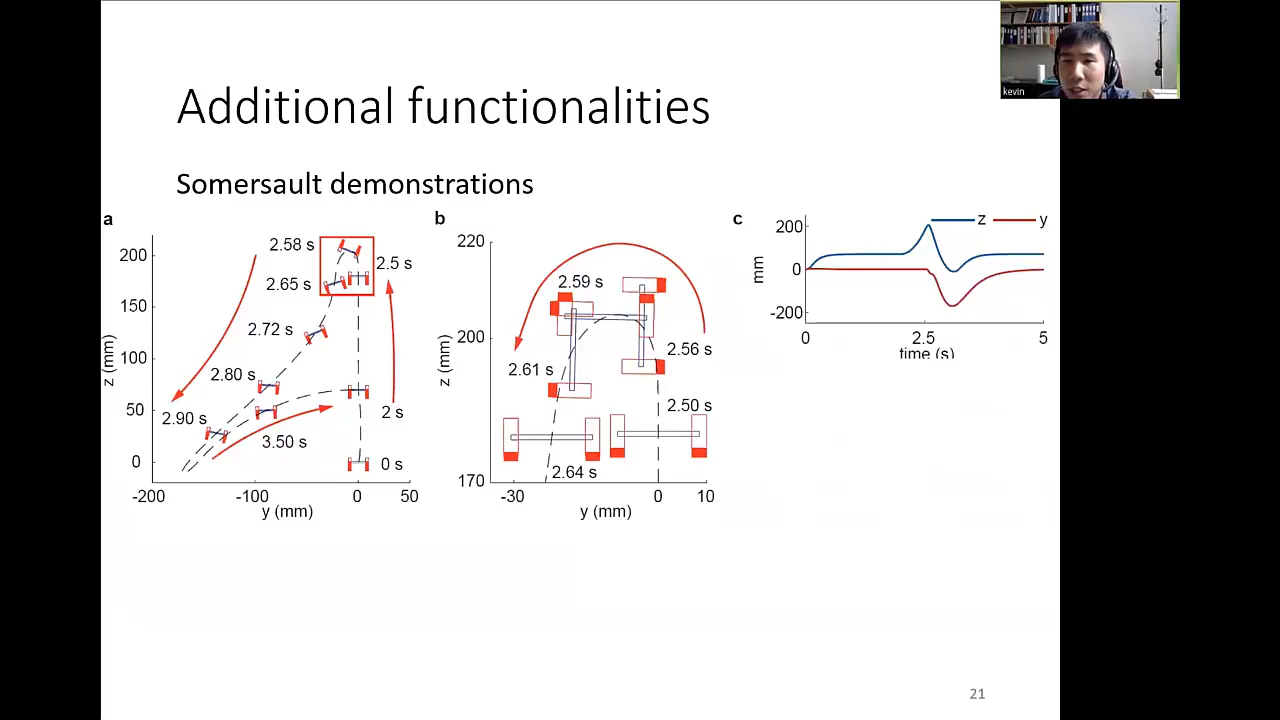 kevin
Additional functionalities
Somersault demonstrations
a
200
150
100
50
0
z (mm)
-200
-100
0
50
y (mm)
2.58 s
2.5 s
2.65 s
2.72 s
2.80 s
2.90 s
2 s
3.50 s
0 s
b
220
200
170
z (mm)
-30
0
10
y (mm)
2.59 s
2.56 s
2.61 s
2.50 s
2.64 s
c
z
y
200
0
-200
mm
0
2.5
5
time (s)
21